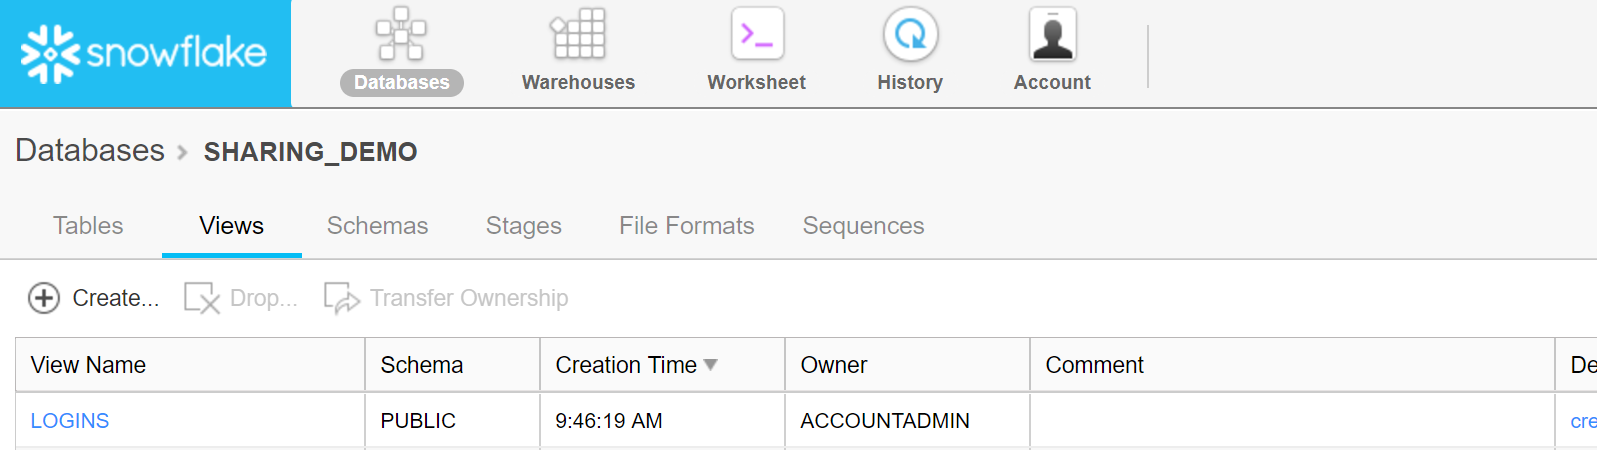 snowflake
Databases Warehouses Worksheet History Account
Databases SHARING_DEMO
Tables Views Schemas Stages File Formats Sequences
Create... Drop... Transfer Ownership
View Name Schema Creation Time Owner Comment De
LOGINS PUBLIC 9:46:19 AM ACCOUNTADMIN cre